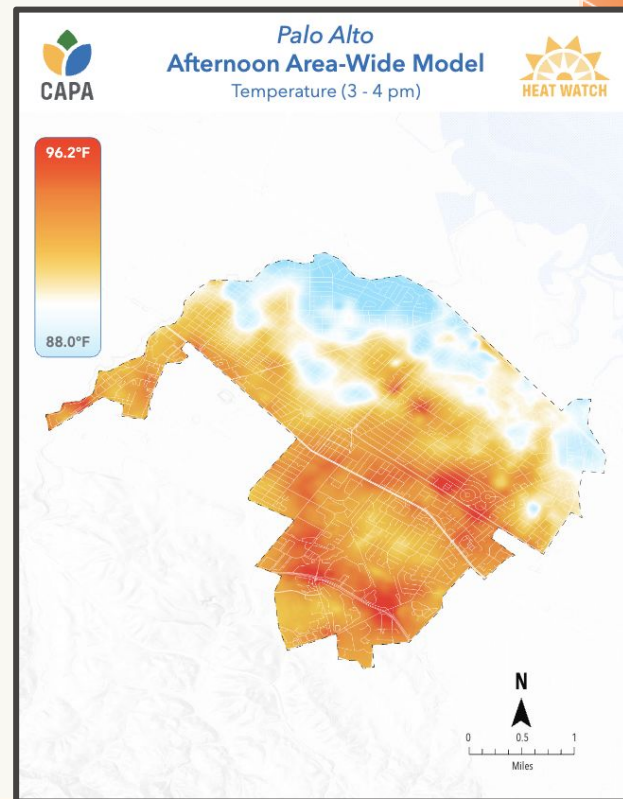 Palo Alto
Afternoon Area-Wide Model
Temperature (3 - 4 pm)
CAPA
HEAT WATCH
96.2°F
88.0°F
N
0 0.5 1
Miles